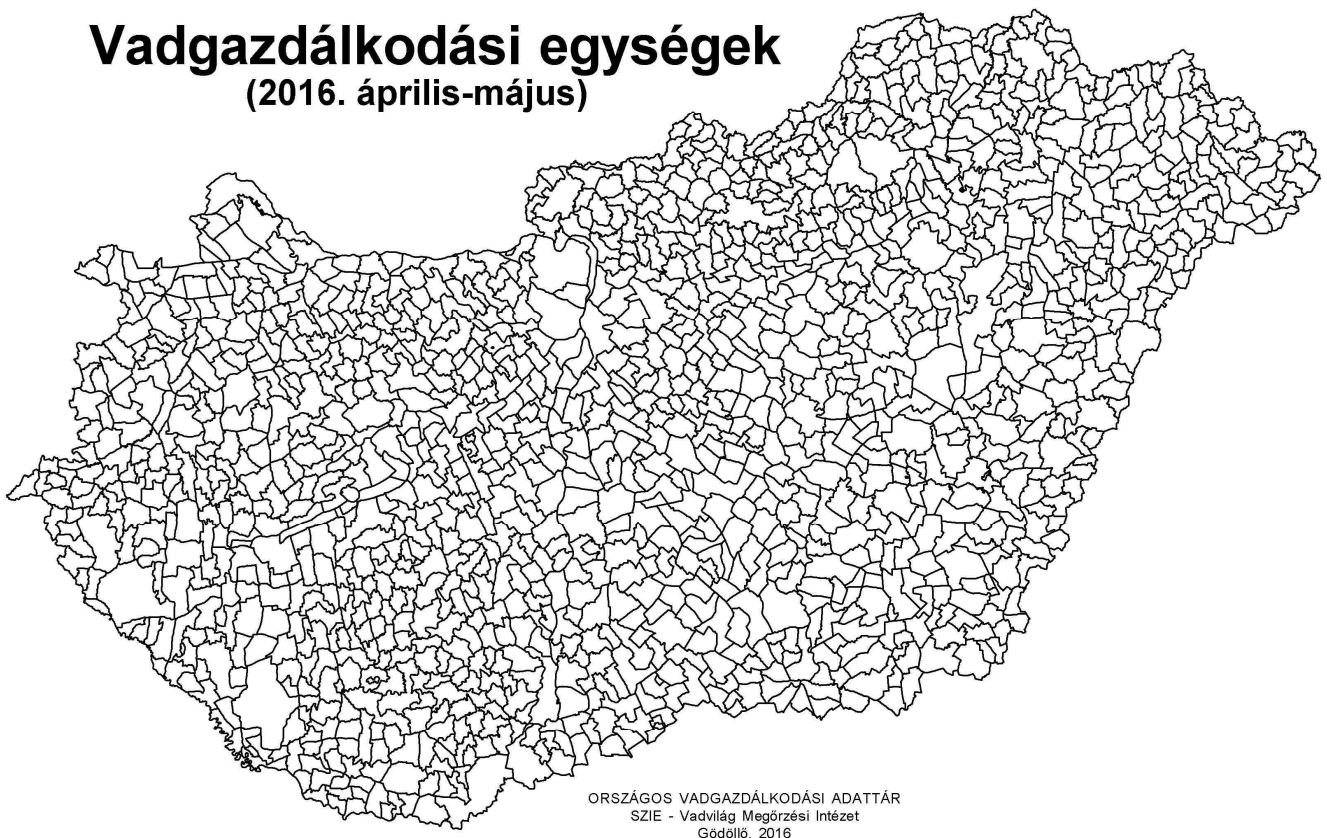 Vadgazdálkodási egységek
(2016. április-május)
ORSZÁGOS VADGAZDÁLKODÁSI ADATTÁR
SZIE - Vadvilág Megőrzési Intézet
Gödöllő, 2016